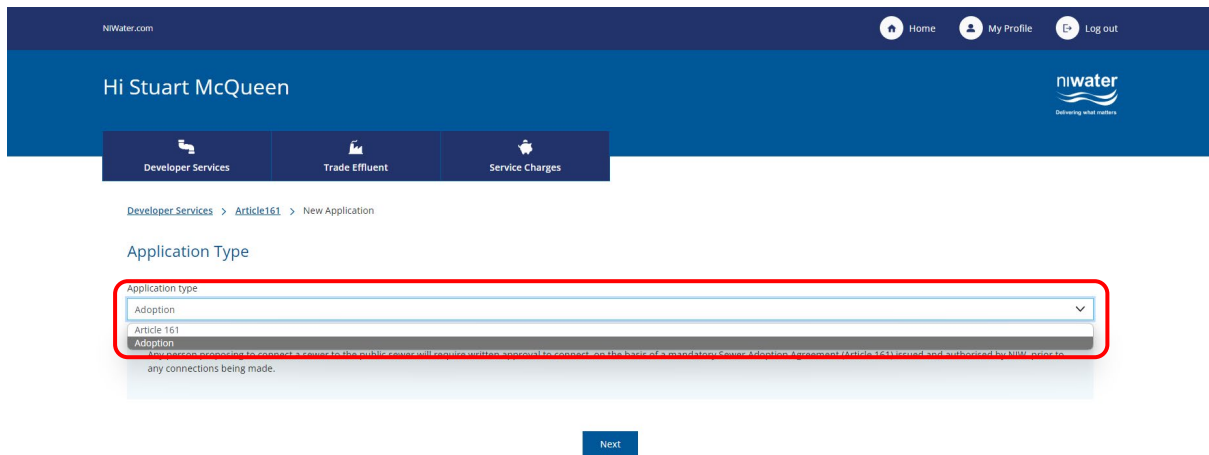 NIWater.com
Home
My Profile
Log out
Hi Stuart McQueen
niwater
Delivering what matters
Developer Services
Trade Effluent
Service Charges
Developer Services > Article161 > New Application
Application Type
Application type
Adoption
Article 161
Adoption
Any person proposing to connect a sewer to the public sewer will require written approval to connect, on the basis of a mandatory Sewer Adoption Agreement (Article 161) issued and authorised by NIW, prior to
any connections being made.
Next